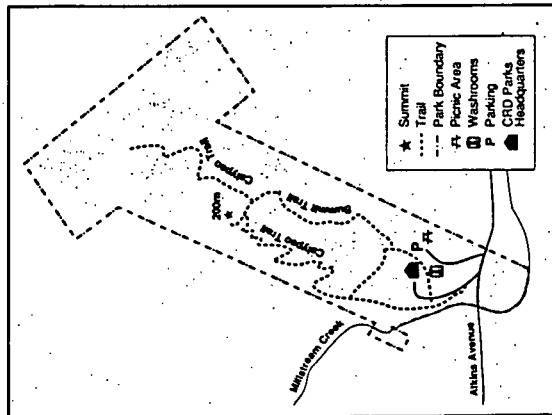 Calypso Trail
200m
Summit Trail
Calypso Trail
Millstream Creek
P
Atkins Avenue
Summit
Trail
Park Boundary
Picnic Area
Washrooms
P Parking
CRD Parks
Headquarters